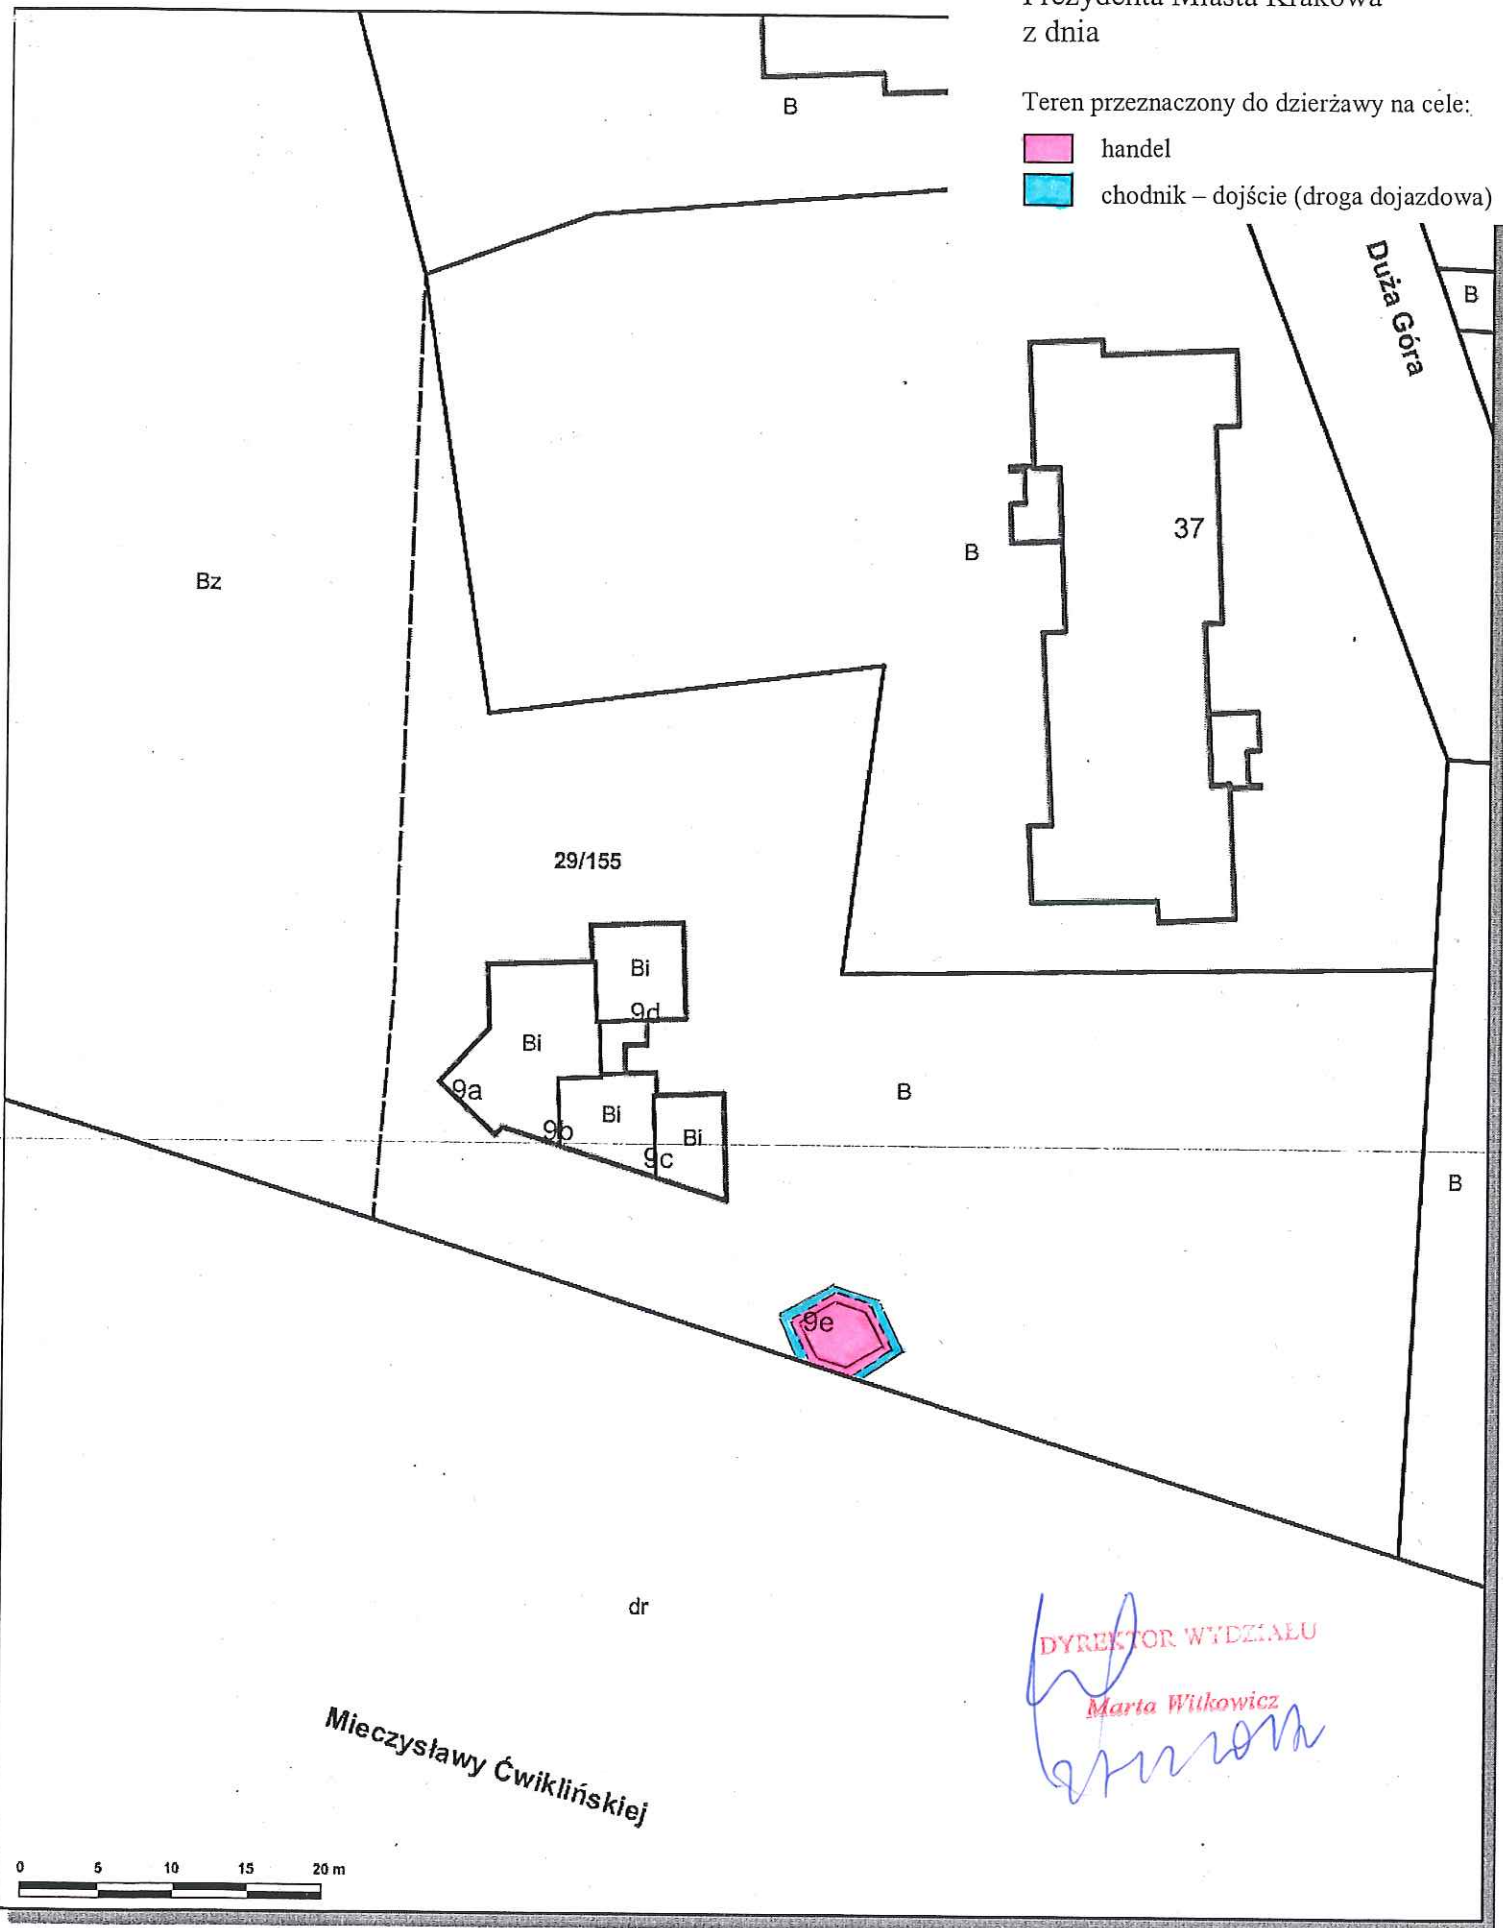 Prezydenta Miasta Krakowa
z dnia
Teren przeznaczony do dzierżawy na cele:
handel
chodnik – dojście (droga dojazdowa)
B
Duża Góra
B
37
B
Bz
29/155
Bi
9d
Bi
9a
B
Bi
9b
Bi
9c
B
9e
dr
DYREKTOR WYDZIAŁU
Marta Witkowicz
Mieczysławy Ćwiklińskiej
0 5 10 15 20 m